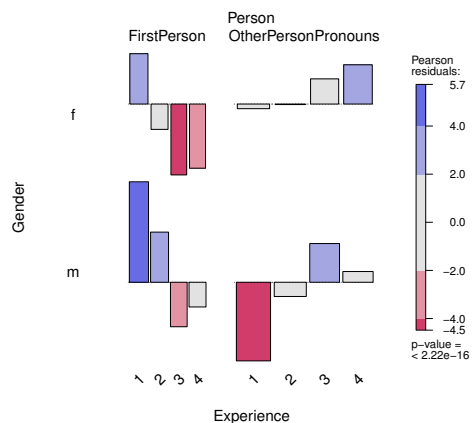 Person
FirstPerson OtherPersonPronouns
Pearson
residuals:
5.7
4.0
2.0
0.0
−2.0
−4.0
−4.5
p-value =
< 2.22e-16
Gender
f
m
1 2 3 4 1 2 3 4
Experience